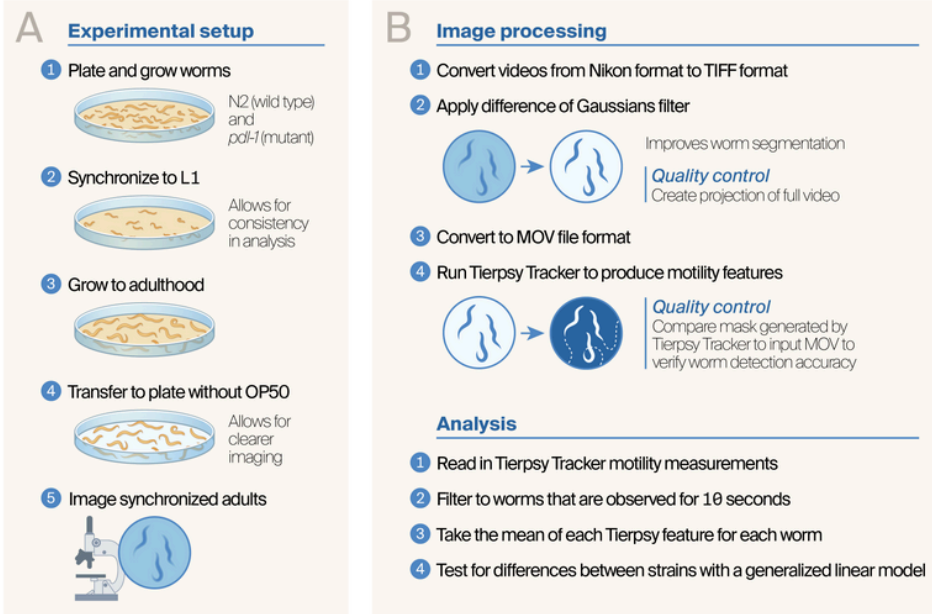 A
Experimental setup
1 Plate and grow worms
N2 (wild type)
and
pdl-1 (mutant)
2 Synchronize to L1
Allows for
consistency
in analysis
3 Grow to adulthood
4 Transfer to plate without OP50
Allows for
clearer
imaging
5 Image synchronized adults
B
Image processing
1 Convert videos from Nikon format to TIFF format
2 Apply difference of Gaussians filter
Improves worm segmentation
Quality control
Create projection of full video
3 Convert to MOV file format
4 Run Tierpsy Tracker to produce motility features
Quality control
Compare mask generated by
Tierpsy Tracker to input MOV to
verify worm detection accuracy
Analysis
1 Read in Tierpsy Tracker motility measurements
2 Filter to worms that are observed for 10 seconds
3 Take the mean of each Tierpsy feature for each worm
4 Test for differences between strains with a generalized linear model